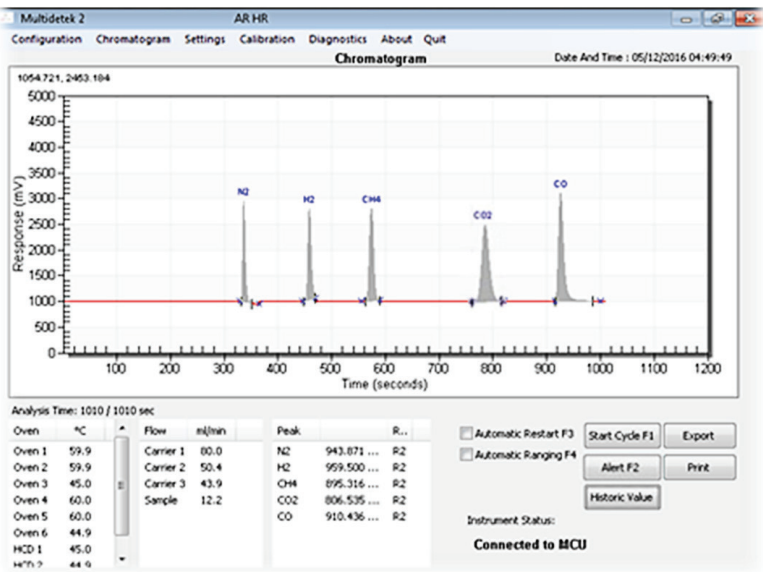 Multidetek 2 AR HR
Configuration Chromatogram Settings Calibration Diagnostics About Quit
Chromatogram Date And Time : 05/12/2016 04:49:49
1054.721, 2453.184
5000
4500
4000
3500
3000
2500
2000
1500
1000
500
0
Response (mV)
N2 H2 CH4 CO2 CO
100 200 300 400 500 600 700 800 900 1000 1100 1200
Time (seconds)
Analysis Time: 1010 / 1010 sec
Oven °C
Oven 1 59.9
Oven 2 59.9
Oven 3 45.0
Oven 4 60.0
Oven 5 60.0
Oven 6 44.9
HCD 1 45.0
HCD 2 44.9
Flow ml/min
Carrier 1 80.0
Carrier 2 50.4
Carrier 3 43.9
Sample 12.2
Peak R...
N2 943.871 ... R2
H2 959.500 ... R2
CH4 895.316 ... R2
CO2 806.535 ... R2
CO 910.436 ... R2
Automatic Restart F3
Automatic Ranging F4
Start Cycle F1 Export
Alert F2 Print
Historic Value
Instrument Status:
Connected to MCU